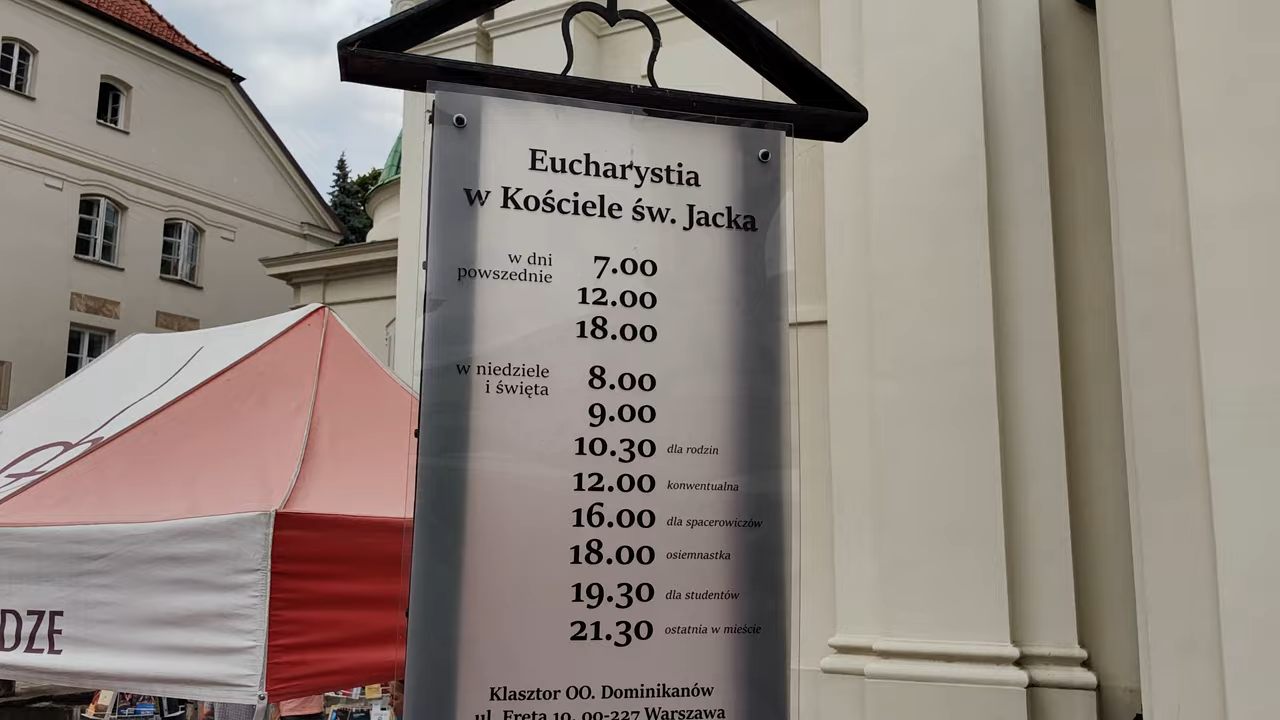 Eucharystia
w Kościele św. Jacka
w dni
powszednie
7.00
12.00
18.00
w niedziele
i święta
8.00
9.00
10.30 dla rodzin
12.00 konwentualna
16.00 dla spacerowiczów
18.00 osiemnastka
19.30 dla studentów
21.30 ostatnia w mieście
Klasztor OO. Dominikanów
ul. Freta 10, 00-227 Warszawa
DZE